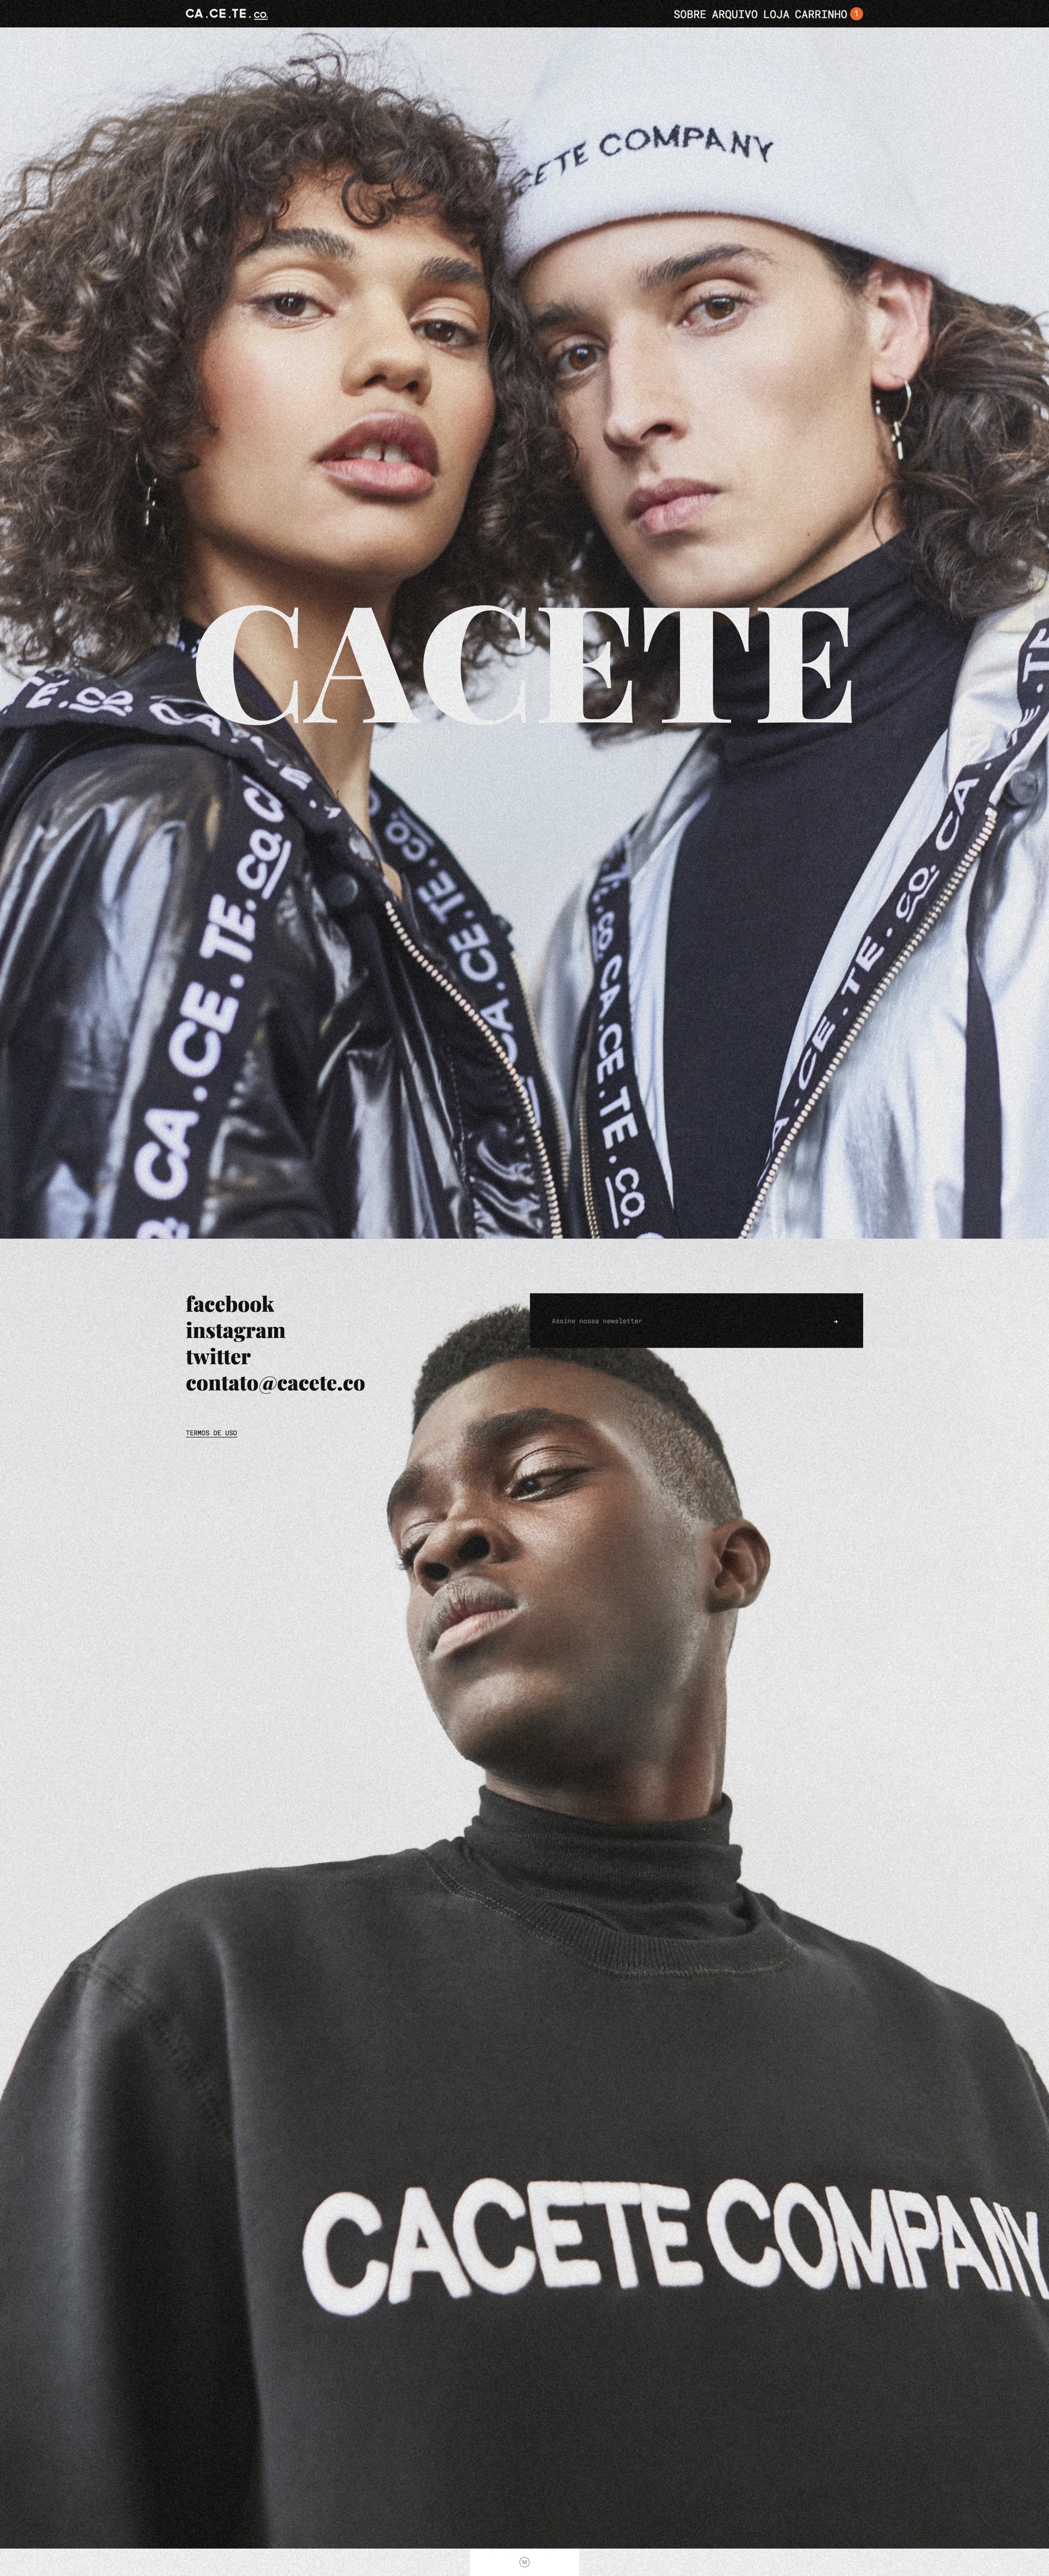 CA.CE.TE.CO.
SOBRE ARQUIVO LOJA CARRINHO 1
COMPANY
CACETE
CA.CE.TE.CO.
CA.CE.TE.CO.
CA.CE.TE.CO.
CA.CE.TE.CO.
facebook
instagram
twitter
contato@cacete.co
Assine nossa newsletter →
TERMOS DE USO
CACETE COMPANY
M